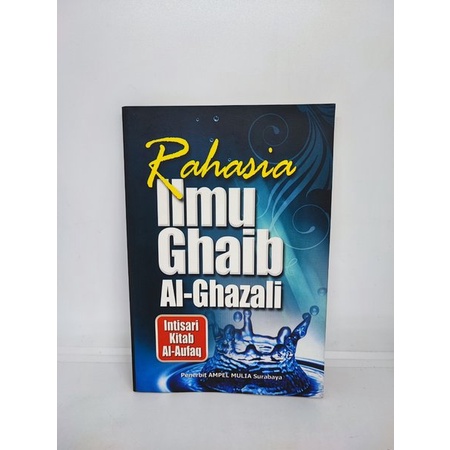 Rahasia
Ilmu
Ghaib
Al-Ghazali
Intisari
Kitab
Al-Aufaq
Penerbit AMPEL MULIA Surabaya